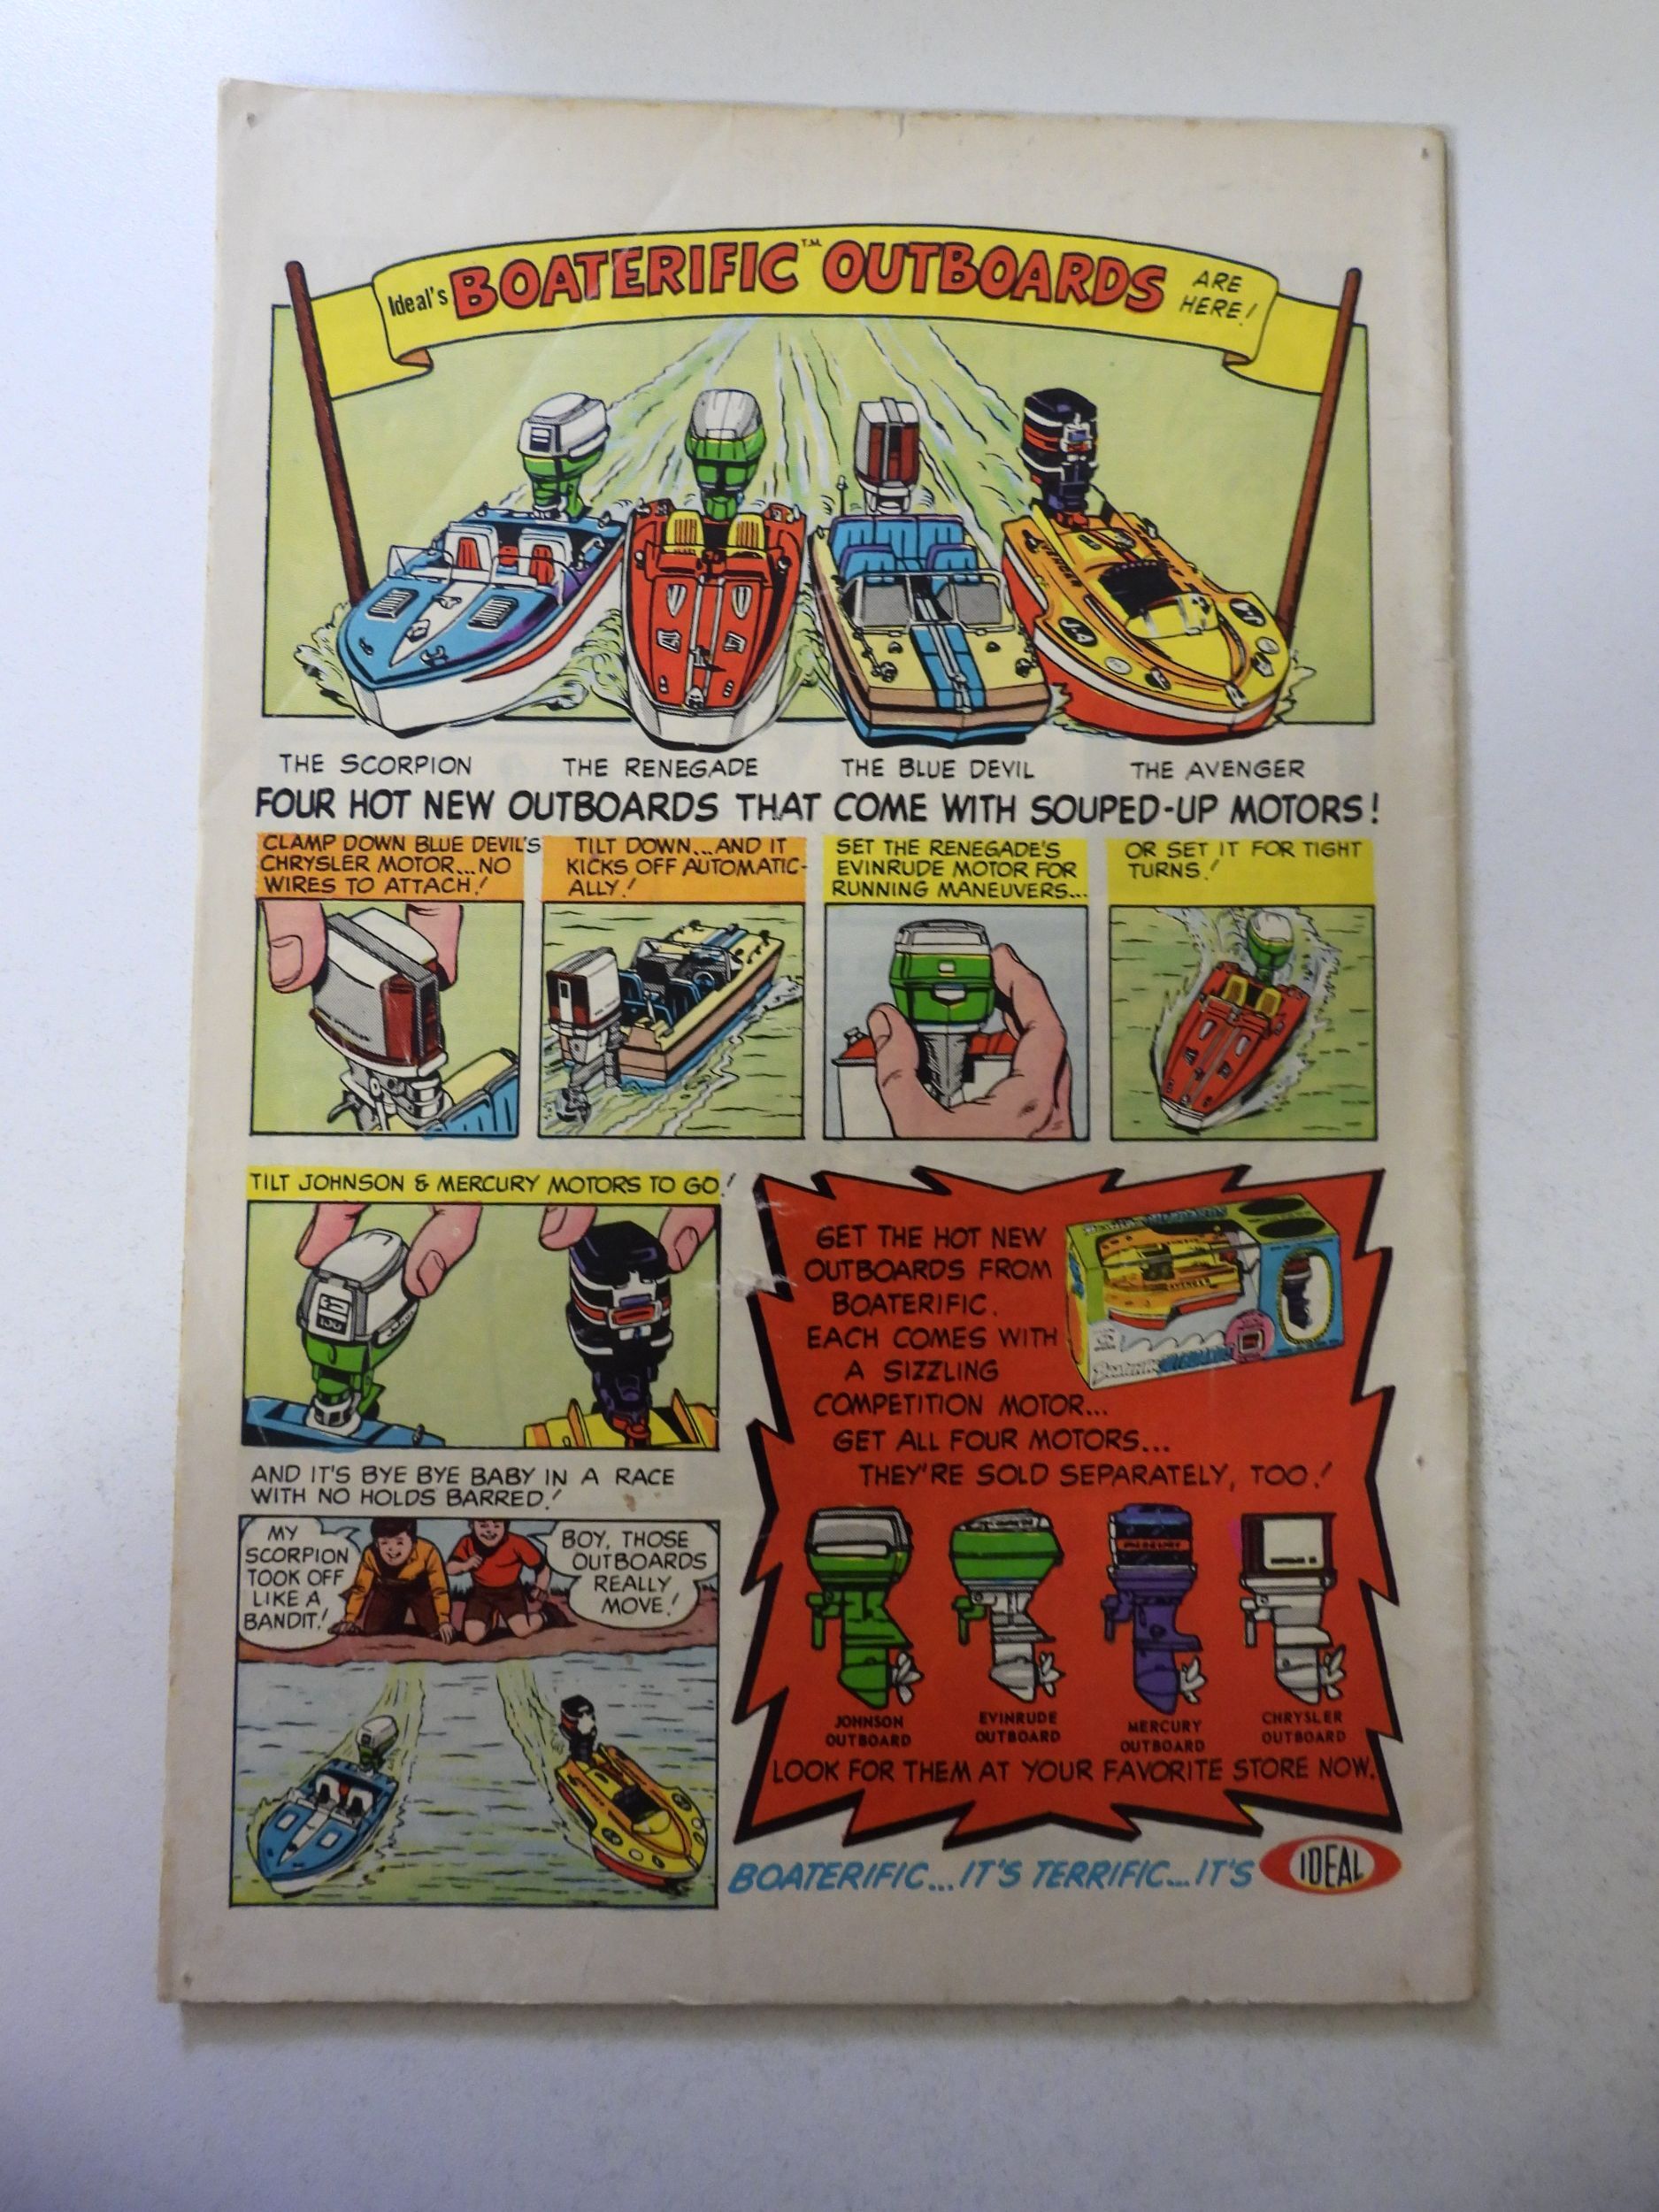 Ideal's BOATERIFIC™ OUTBOARDS ARE HERE!
AVENGER
J-4
THE SCORPION THE RENEGADE THE BLUE DEVIL THE AVENGER
FOUR HOT NEW OUTBOARDS THAT COME WITH SOUPED-UP MOTORS!
CLAMP DOWN BLUE DEVIL'S
CHRYSLER MOTOR...NO
WIRES TO ATTACH!
TILT DOWN...AND IT
KICKS OFF AUTOMATIC-
ALLY!
SET THE RENEGADE'S
EVINRUDE MOTOR FOR
RUNNING MANEUVERS...
OR SET IT FOR TIGHT
TURNS!
TILT JOHNSON & MERCURY MOTORS TO GO!
AND IT'S BYE BYE BABY IN A RACE
WITH NO HOLDS BARRED!
MY
SCORPION
TOOK OFF
LIKE A
BANDIT!
BOY, THOSE
OUTBOARDS
REALLY
MOVE!
GET THE HOT NEW
OUTBOARDS FROM
BOATERIFIC.
EACH COMES WITH
A SIZZLING
COMPETITION MOTOR...
GET ALL FOUR MOTORS...
THEY'RE SOLD SEPARATELY, TOO!
AVENGER
MERCURY
JOHNSON
OUTBOARD
EVINRUDE
OUTBOARD
MERCURY
OUTBOARD
CHRYSLER
OUTBOARD
LOOK FOR THEM AT YOUR FAVORITE STORE NOW.
BOATERIFIC...IT'S TERRIFIC...IT'S IDEAL